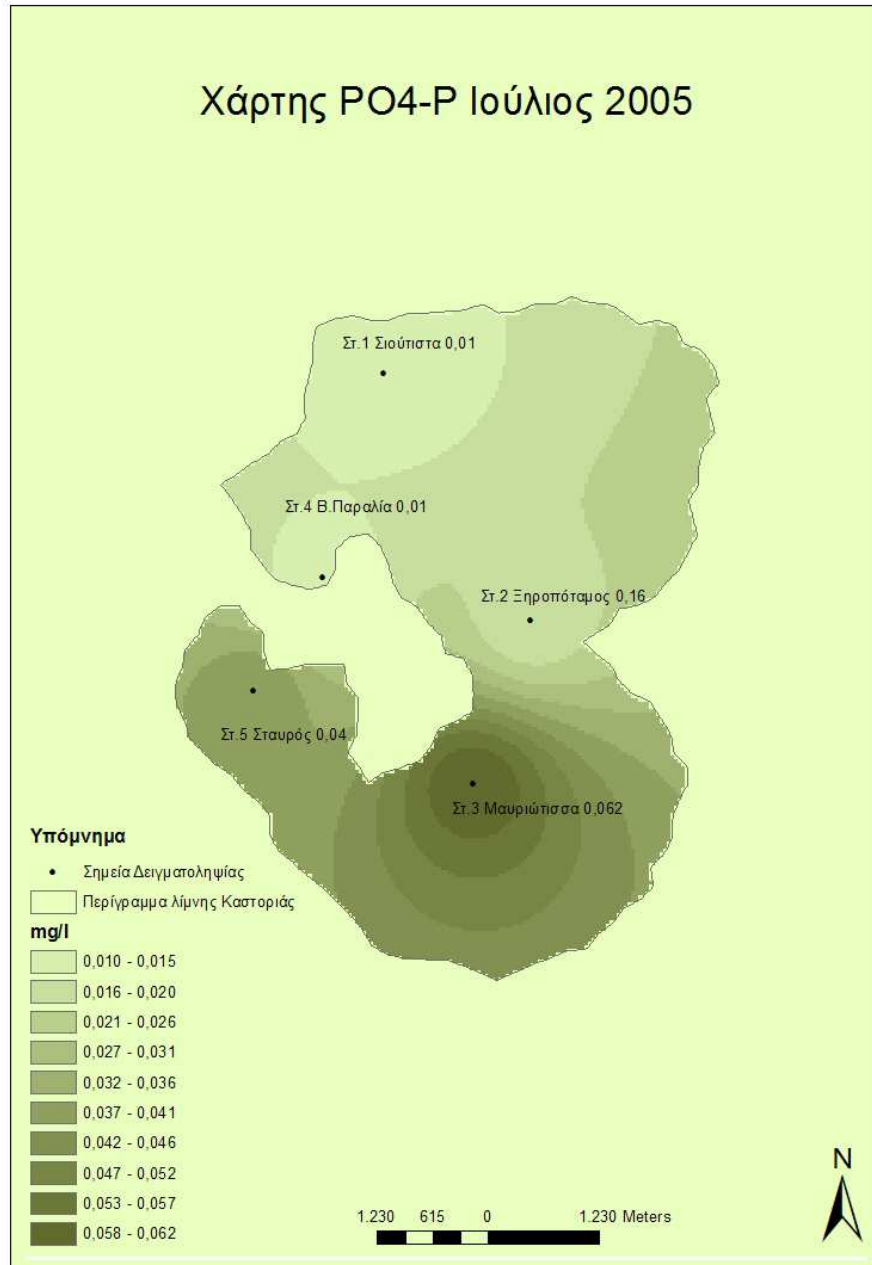 Χάρτης PO4-P Ιούλιος 2005
Στ.1 Σιούτιστα 0,01
Στ.4 Β.Παραλία 0,01
Στ.2 Ξηροπόταμος 0,16
Στ.5 Σταυρός 0,04
Στ.3 Μαυριώτισσα 0,062
Υπόμνημα
Σημεία Δειγματοληψίας
Περίγραμμα λίμνης Καστοριάς
mg/l
0,010 - 0,015
0,016 - 0,020
0,021 - 0,026
0,027 - 0,031
0,032 - 0,036
0,037 - 0,041
0,042 - 0,046
0,047 - 0,052
0,053 - 0,057
0,058 - 0,062
N
1.230 615 0 1.230 Meters